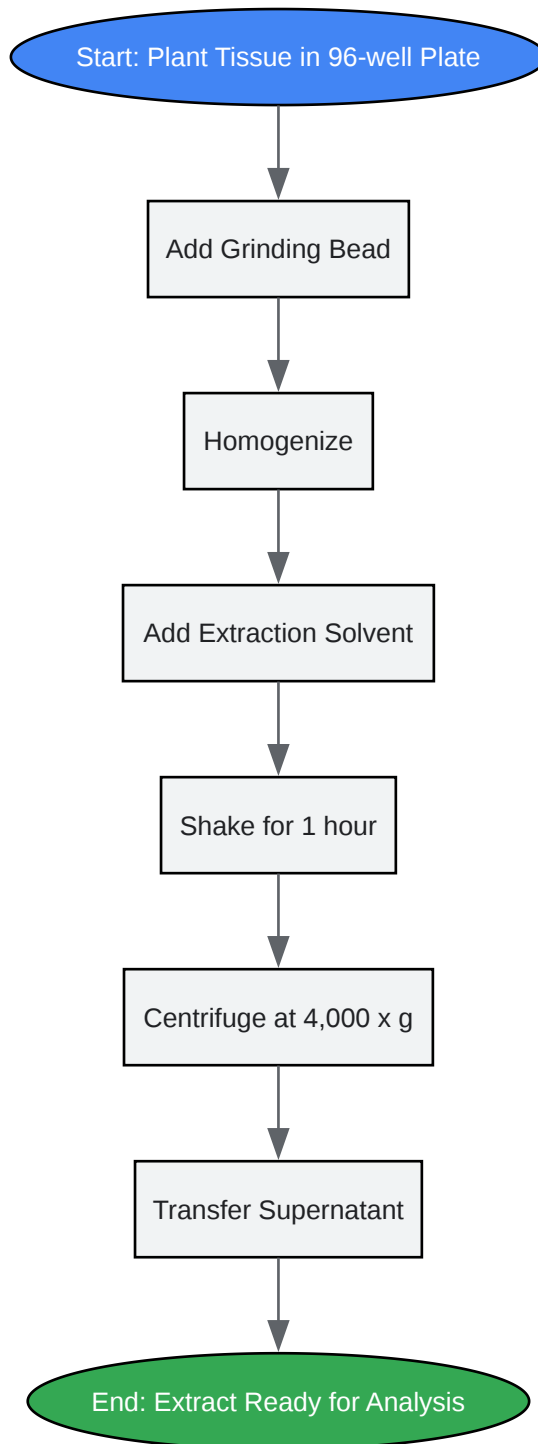 Start: Plant Tissue in 96-well Plate
Add Grinding Bead
Homogenize
Add Extraction Solvent
Shake for 1 hour
Centrifuge at 4,000 x g
Transfer Supernatant
End: Extract Ready for Analysis